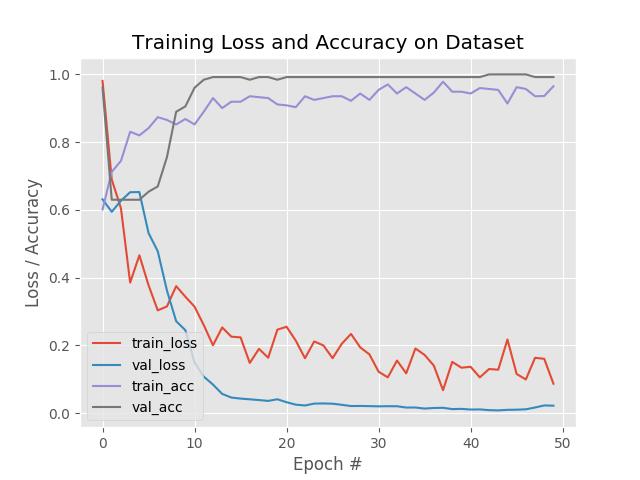 Training Loss and Accuracy on Dataset
Loss / Accuracy
1.0
0.8
0.6
0.4
0.2
0.0
train_loss
val_loss
train_acc
val_acc
0 10 20 30 40 50
Epoch #